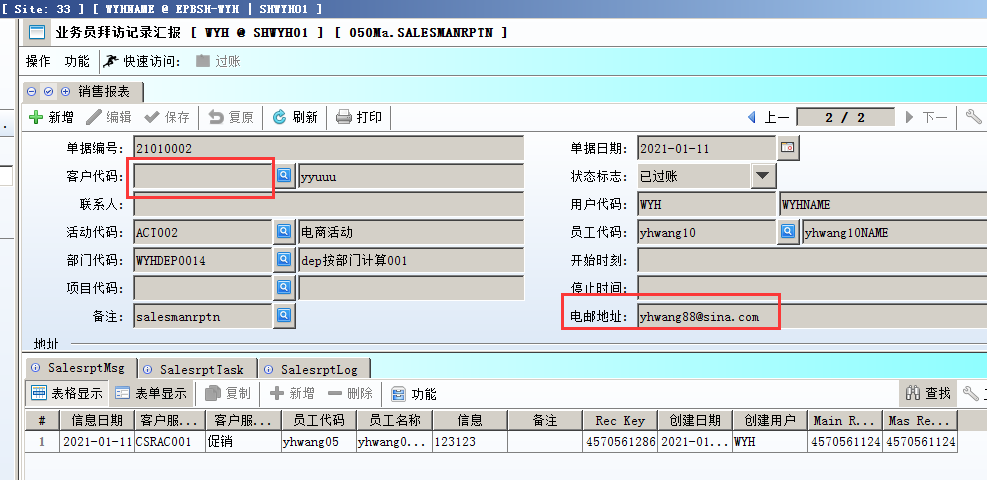 [ Site: 33 ] [ WYHNAME @ EPBSH-WYH | SHWYH01 ]
业务员拜访记录汇报 [ WYH @ SHWYH01 ] [ 050Ma.SALESMANRPTN ]
操作 功能 快速访问: 过账
销售报表
新增 编辑 保存 复原 刷新 打印 上一 2 / 2 下一
单据编号: 21010002 单据日期: 2021-01-11
客户代码: yyuuu 状态标志: 已过账
联系人: 用户代码: WYH WYHNAME
活动代码: ACT002 电商活动 员工代码: yhwang10 yhwang10NAME
部门代码: WYHDEP0014 dep按部门计算001 开始时刻:
项目代码: 停止时间:
备注: salesmanrptn 电邮地址: yhwang88@sina.com
地址
SalesrptMsg SalesrptTask SalesrptLog
表格显示 表单显示 复制 新增 删除 功能 查找
# 信息日期 客户服... 客户服... 员工代码 员工名称 信息 备注 Rec Key 创建日期 创建用户 Main R... Mas Re...
1 2021-01-11 CSRAC001 促销 yhwang05 yhwang0... 123123 4570561286 2021-01... WYH 4570561124 4570561124